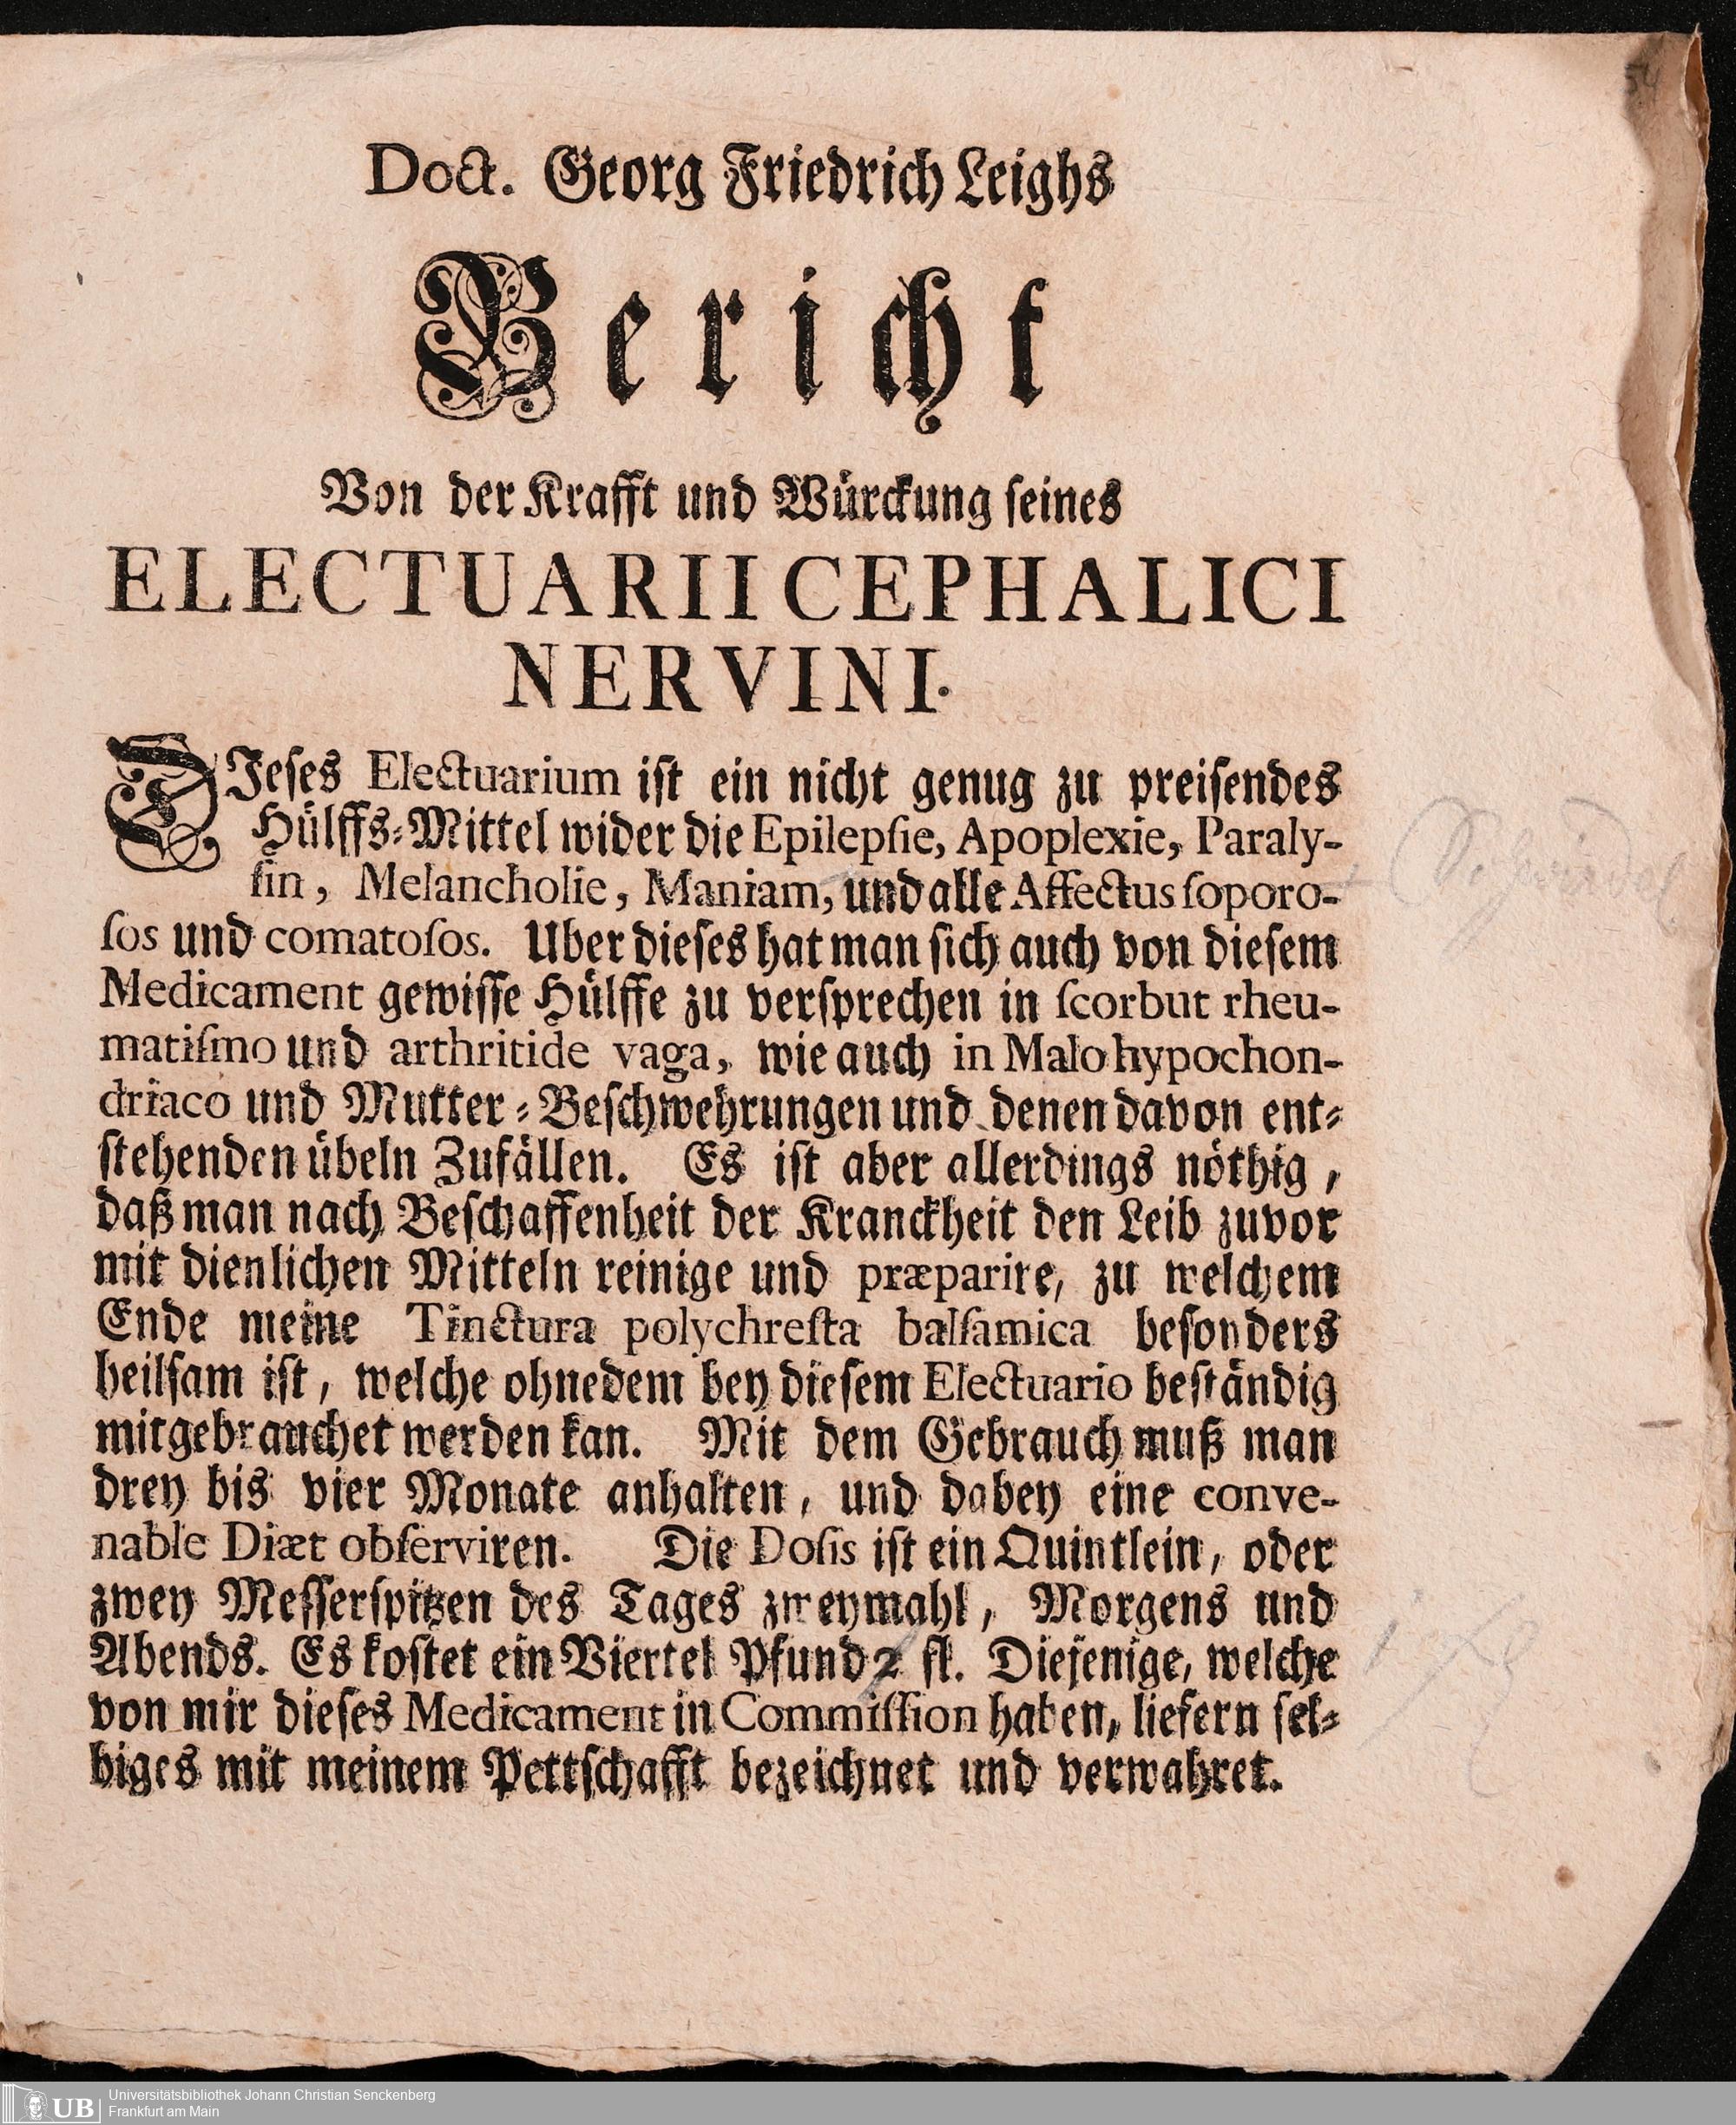 54
Doct. Georg Friedrich Leighs
Bericht
Von der Krafft und Würckung ſeines
ELECTUARII CEPHALICI
NERVINI.
DIeſes Electuarium iſt ein nicht genug zu preiſendes
Hülffs-Mittel wider die Epilepſie, Apoplexie, Paraly-
ſin, Melancholie, Maniam, und alle Affectus ſoporo-
ſos und comatoſos. Uber dieſes hat man ſich auch von dieſem
Medicament gewiſſe Hülffe zu verſprechen in ſcorbut rheu-
matiſmo und arthritide vaga, wie auch in Malo hypochon-
driaco und Mutter-Beſchwehrungen und denen davon ent-
ſtehenden übeln Zufällen. Es iſt aber allerdings nöthig,
daß man nach Beſchaffenheit der Kranckheit den Leib zuvor
mit dienlichen Mitteln reinige und præparire, zu welchem
Ende meine Tinctura polychreſta balſamica beſonders
heilſam iſt, welche ohnedem bey dieſem Electuario beſtändig
mitgebrauchet werden kan. Mit dem Gebrauch muß man
drey bis vier Monate anhalten, und dabey eine conve-
nable Diæt obſerviren. Die Doſis iſt ein Quintlein, oder
zwey Meſſerſpitzen des Tages zweymahl, Morgens und
Abends. Es koſtet ein Viertel Pfund 2 fl. Diejenige, welche
von mir dieſes Medicament in Commiſſion haben, liefern ſel-
biges mit meinem Pettſchafft bezeichnet und verwahret.
UB
Universitätsbibliothek Johann Christian Senckenberg
Frankfurt am Main